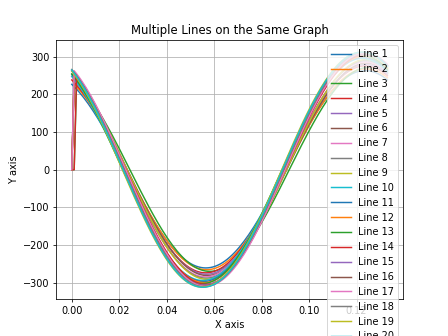 Multiple Lines on the Same Graph
Y axis
300
200
100
0
−100
−200
−300
0.00
0.02
0.04
0.06
0.08
0.10
X axis
Line 1
Line 2
Line 3
Line 4
Line 5
Line 6
Line 7
Line 8
Line 9
Line 10
Line 11
Line 12
Line 13
Line 14
Line 15
Line 16
Line 17
Line 18
Line 19
Line 20